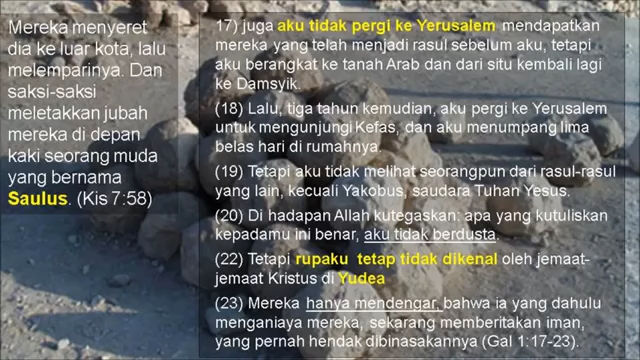 Mereka menyeret
dia ke luar kota, lalu
melemparinya. Dan
saksi-saksi
meletakkan jubah
mereka di depan
kaki seorang muda
yang bernama
Saulus. (Kis 7:58)
17) juga aku tidak pergi ke Yerusalem mendapatkan
mereka yang telah menjadi rasul sebelum aku, tetapi
aku berangkat ke tanah Arab dan dari situ kembali lagi
ke Damsyik.
(18) Lalu, tiga tahun kemudian, aku pergi ke Yerusalem
untuk mengunjungi Kefas, dan aku menumpang lima
belas hari di rumahnya,
(19) Tetapi aku tidak melihat seorangpun dari rasul-rasul
yang lain, kecuali Yakobus, saudara Tuhan Yesus.
(20) Di hadapan Allah kutegaskan: apa yang kutuliskan
kepadamu ini benar, aku tidak berdusta.
(22) Tetapi rupaku tetap tidak dikenal oleh jemaat-
jemaat Kristus di Yudea
(23) Mereka hanya mendengar, bahwa ia yang dahulu
menganiaya mereka, sekarang memberitakan iman,
yang pernah hendak dibinasakannya (Gal 1:17-23).